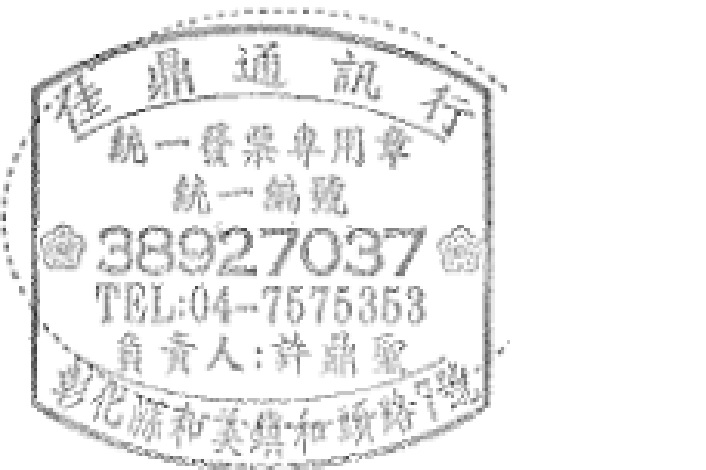 佳鼎通訊行
統一發票專用章
統一編號
38927037
TEL:04-7575353
負責人:許鼎聖
彰化縣和美鎮和頭路7號